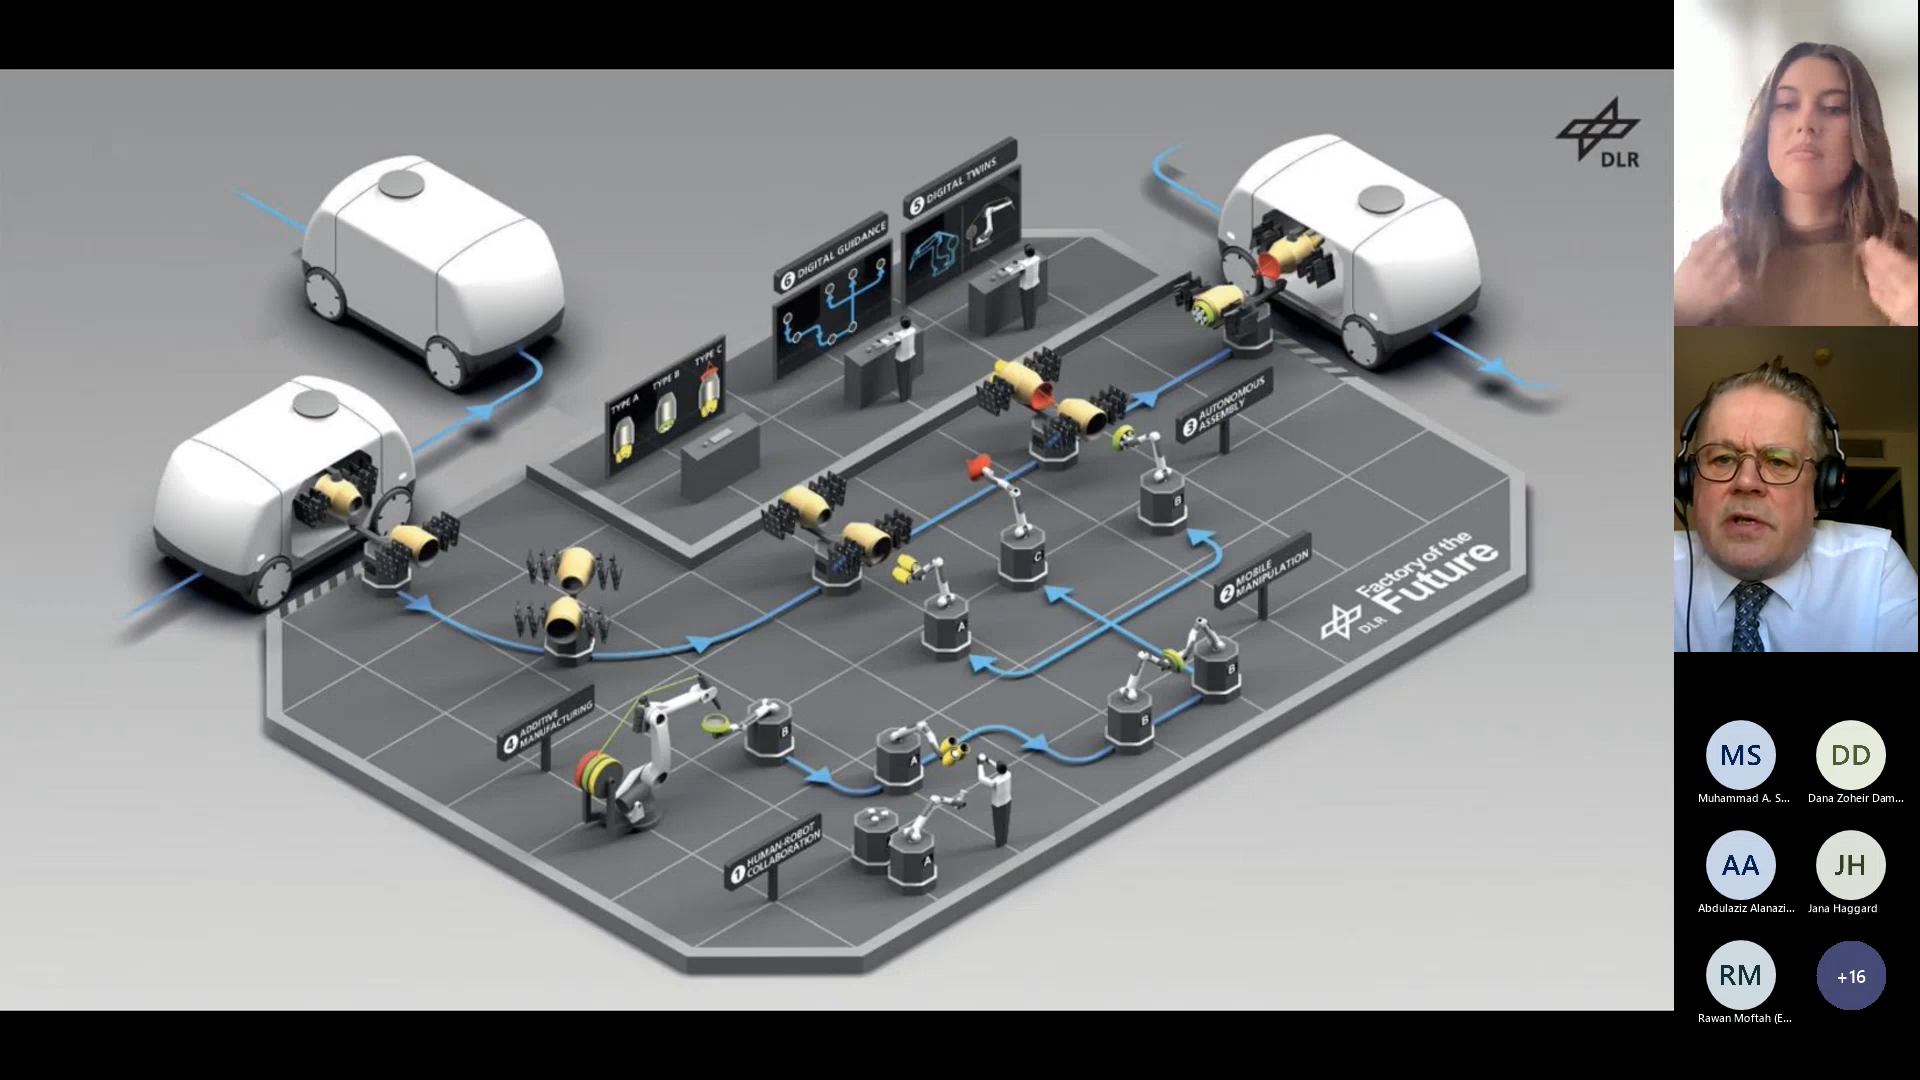 DLR
5 DIGITAL TWINS
6 DIGITAL GUIDANCE
TYPE A
TYPE B
TYPE C
3 AUTONOMOUS
ASSEMBLY
B
C
A
2 MOBILE
MANIPULATION
DLR
Factory of the
Future
B
B
4 ADDITIVE
MANUFACTURING
B
A
1 HUMAN-ROBOT
COLLABORATION
A
MS
Muhammad A. S...
DD
Dana Zoheir Dam...
AA
Abdulaziz Alanazi...
JH
Jana Haggard
RM
Rawan Moftah (E...
+16